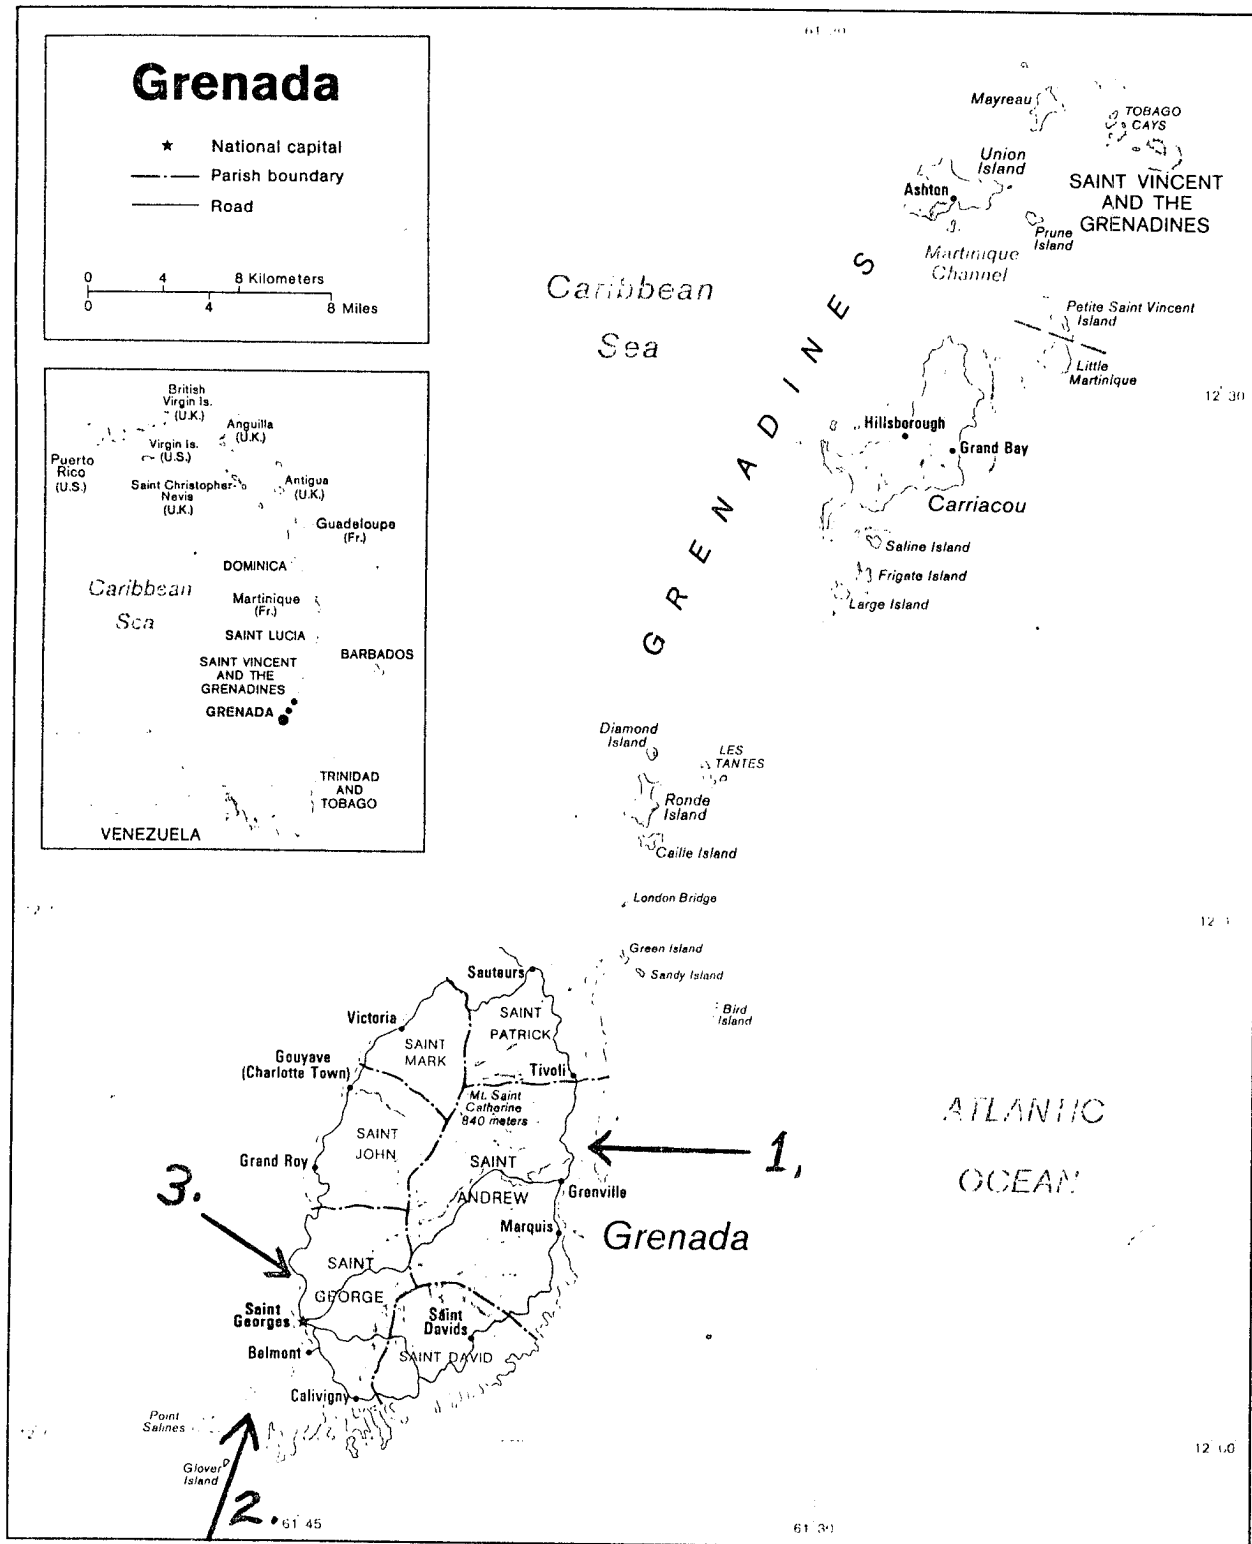 Grenada
National capital
Parish boundary
Road
0 4 8 Kilometers
0 4 8 Miles
British
Virgin Is.
(U.K.)
Anguilla
(U.K.)
Virgin Is.
(U.S.)
Puerto
Rico
(U.S.)
Saint Christopher-
Nevis
(U.K.)
Antigua
(U.K.)
Guadeloupe
(Fr.)
DOMINICA
Caribbean
Sea
Martinique
(Fr.)
SAINT LUCIA
BARBADOS
SAINT VINCENT
AND THE
GRENADINES
GRENADA
TRINIDAD
AND
TOBAGO
VENEZUELA
Mayreau
TOBAGO
CAYS
Union
Island
Ashton
SAINT VINCENT
AND THE
GRENADINES
Prune
Island
Martinique
Channel
Caribbean
Sea
GRENADINES
Petite Saint Vincent
Island
Little
Martinique
12 30
Hillsborough
Grand Bay
Carriacou
Saline Island
Frigate Island
Large Island
Diamond
Island
LES
TANTES
Ronde
Island
Caille Island
London Bridge
Green Island
Sandy Island
Bird
Island
Sauteurs
SAINT
PATRICK
Victoria
SAINT
MARK
Gouyave
(Charlotte Town)
Tivoli
Mt. Saint
Catherine
840 meters
SAINT
JOHN
ATLANTIC
OCEAN
1,
Grand Roy
SAINT
ANDREW
Grenville
3.
Marquis
Grenada
SAINT
GEORGE
Saint
Georges
Saint
Davids
Belmont
SAINT DAVID
Calivigny
Point
Salines
Glover
Island
2.
61 45
61 30
12 00